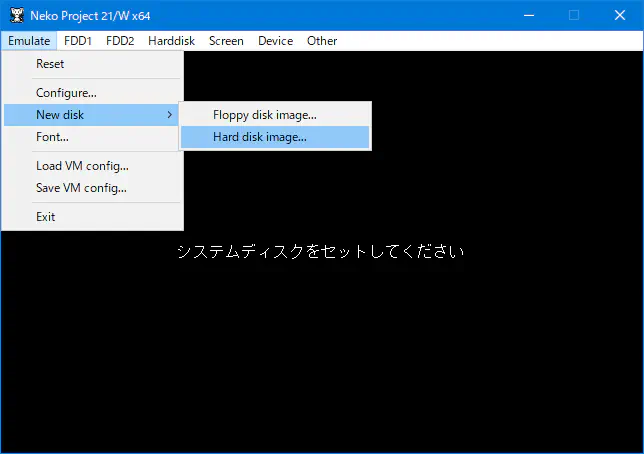 Neko Project 21/W x64
Emulate FDD1 FDD2 Harddisk Screen Device Other
Reset
Configure...
New disk
Floppy disk image...
Hard disk image...
Font...
Load VM config...
Save VM config...
Exit
システムディスクをセットしてください